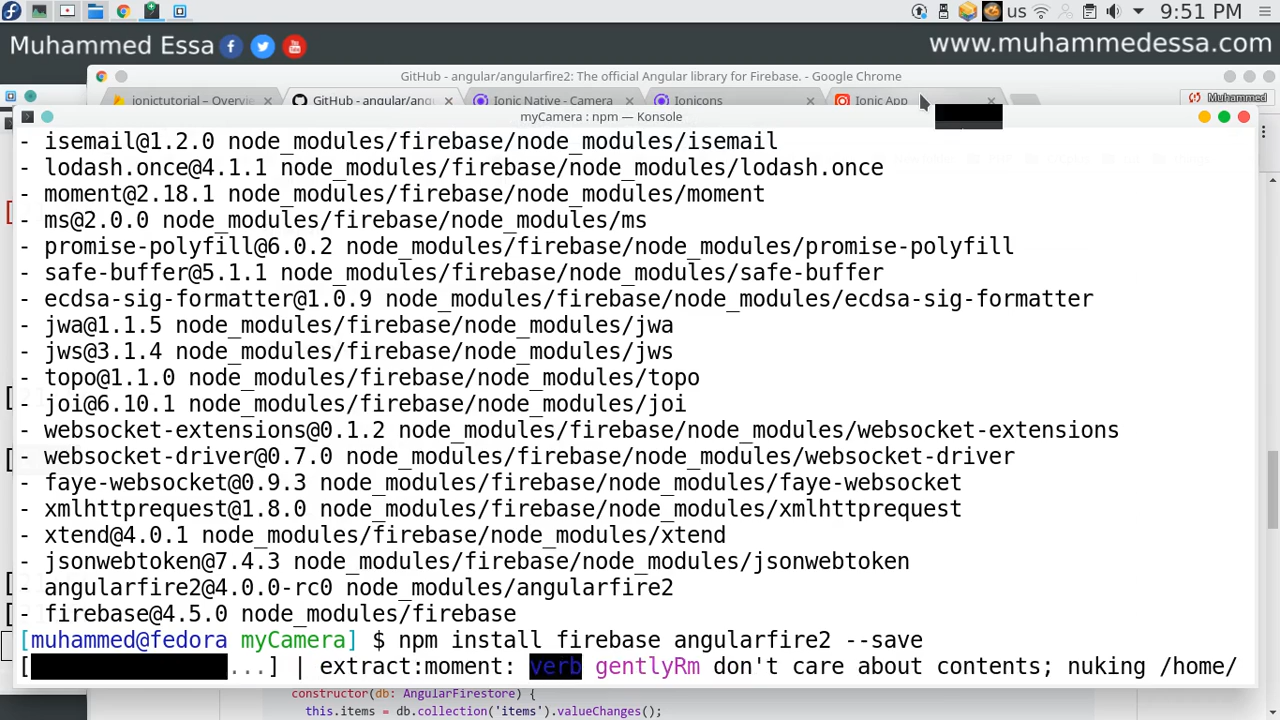 us 9:51 PM
Muhammed Essa www.muhammedessa.com
GitHub - angular/angularfire2: The official Angular library for Firebase. - Google Chrome
ionictutorial – Overvie GitHub - angular/ang Ionic Native - Camera Ionicons Ionic App Muhammed
myCamera : npm — Konsole
- isemail@1.2.0 node_modules/firebase/node_modules/isemail
- lodash.once@4.1.1 node_modules/firebase/node_modules/lodash.once
- moment@2.18.1 node_modules/firebase/node_modules/moment
- ms@2.0.0 node_modules/firebase/node_modules/ms
- promise-polyfill@6.0.2 node_modules/firebase/node_modules/promise-polyfill
- safe-buffer@5.1.1 node_modules/firebase/node_modules/safe-buffer
- ecdsa-sig-formatter@1.0.9 node_modules/firebase/node_modules/ecdsa-sig-formatter
- jwa@1.1.5 node_modules/firebase/node_modules/jwa
- jws@3.1.4 node_modules/firebase/node_modules/jws
- topo@1.1.0 node_modules/firebase/node_modules/topo
- joi@6.10.1 node_modules/firebase/node_modules/joi
- websocket-extensions@0.1.2 node_modules/firebase/node_modules/websocket-extensions
- websocket-driver@0.7.0 node_modules/firebase/node_modules/websocket-driver
- faye-websocket@0.9.3 node_modules/firebase/node_modules/faye-websocket
- xmlhttprequest@1.8.0 node_modules/firebase/node_modules/xmlhttprequest
- xtend@4.0.1 node_modules/firebase/node_modules/xtend
- jsonwebtoken@7.4.3 node_modules/firebase/node_modules/jsonwebtoken
- angularfire2@4.0.0-rc0 node_modules/angularfire2
- firebase@4.5.0 node_modules/firebase
[muhammed@fedora myCamera] $ npm install firebase angularfire2 --save
[ ...] | extract:moment: verb gentlyRm don't care about contents; nuking /home/
constructor(db: AngularFirestore) {
this.items = db.collection('items').valueChanges();